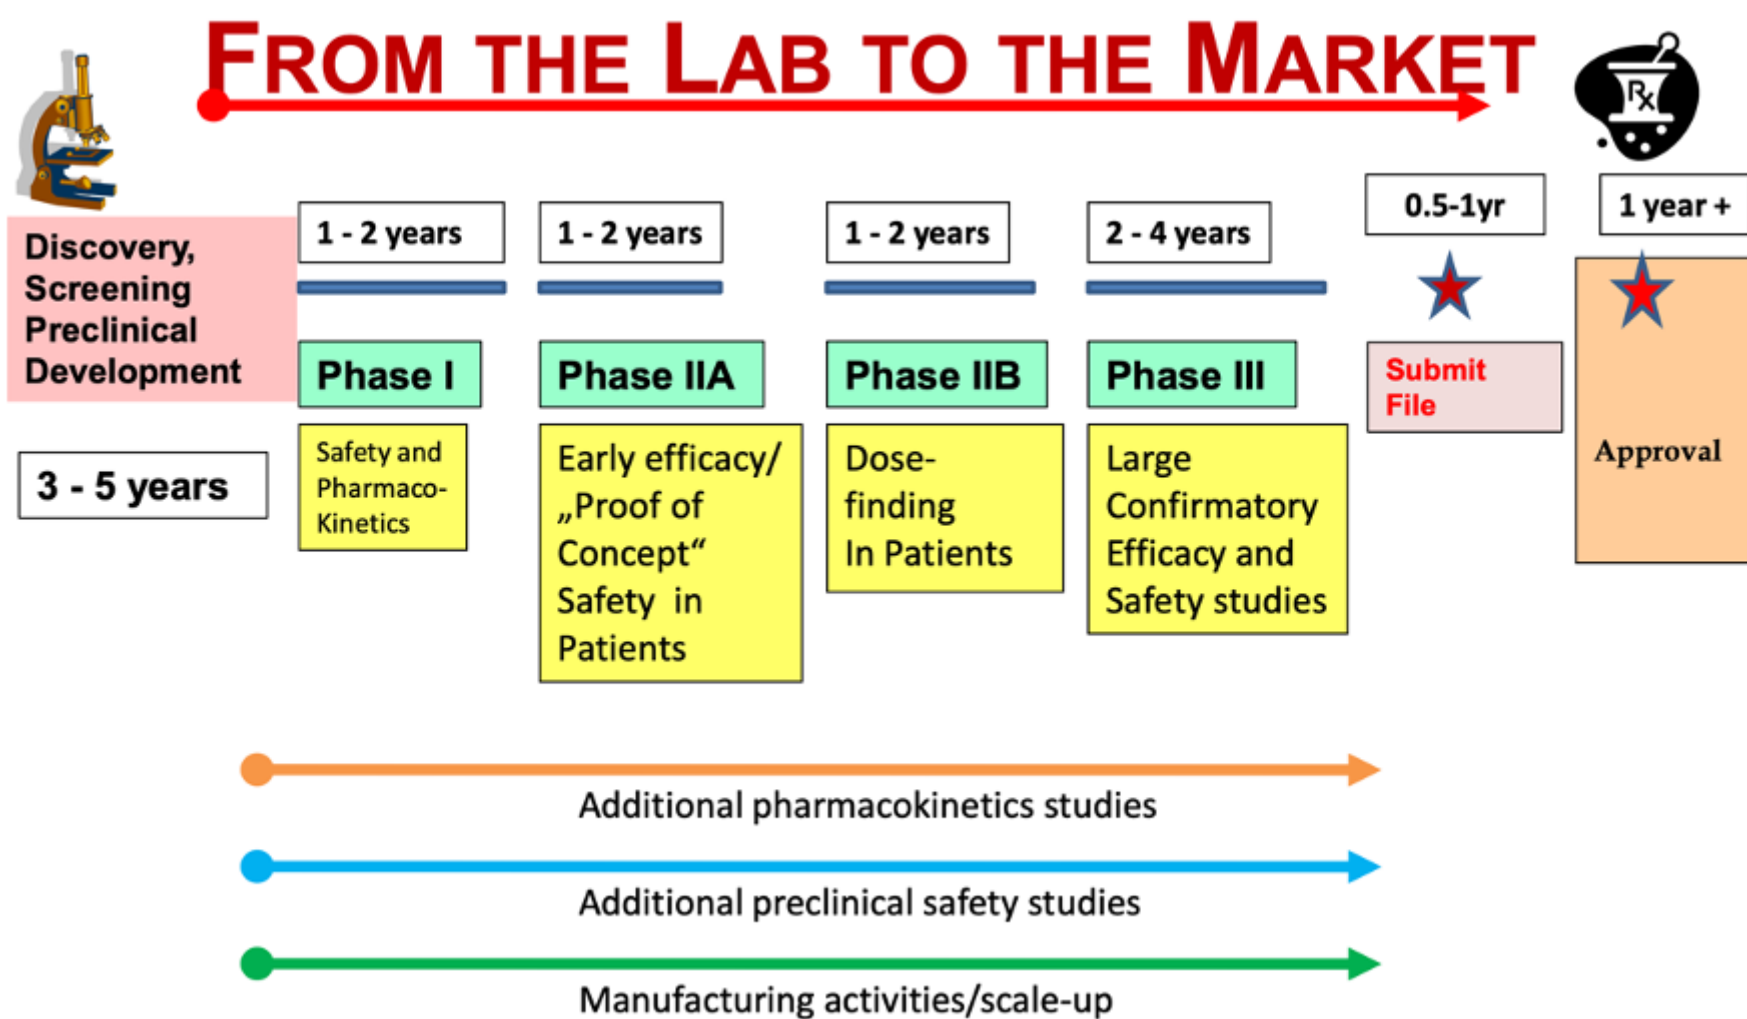 FROM THE LAB TO THE MARKET
Rx
Discovery,
Screening
Preclinical
Development
3 - 5 years
1 - 2 years
Phase I
Safety and
Pharmaco-
Kinetics
1 - 2 years
Phase IIA
Early efficacy/
„Proof of
Concept“
Safety in
Patients
1 - 2 years
Phase IIB
Dose-
finding
In Patients
2 - 4 years
Phase III
Large
Confirmatory
Efficacy and
Safety studies
0.5-1yr
Submit
File
1 year +
Approval
Additional pharmacokinetics studies
Additional preclinical safety studies
Manufacturing activities/scale-up